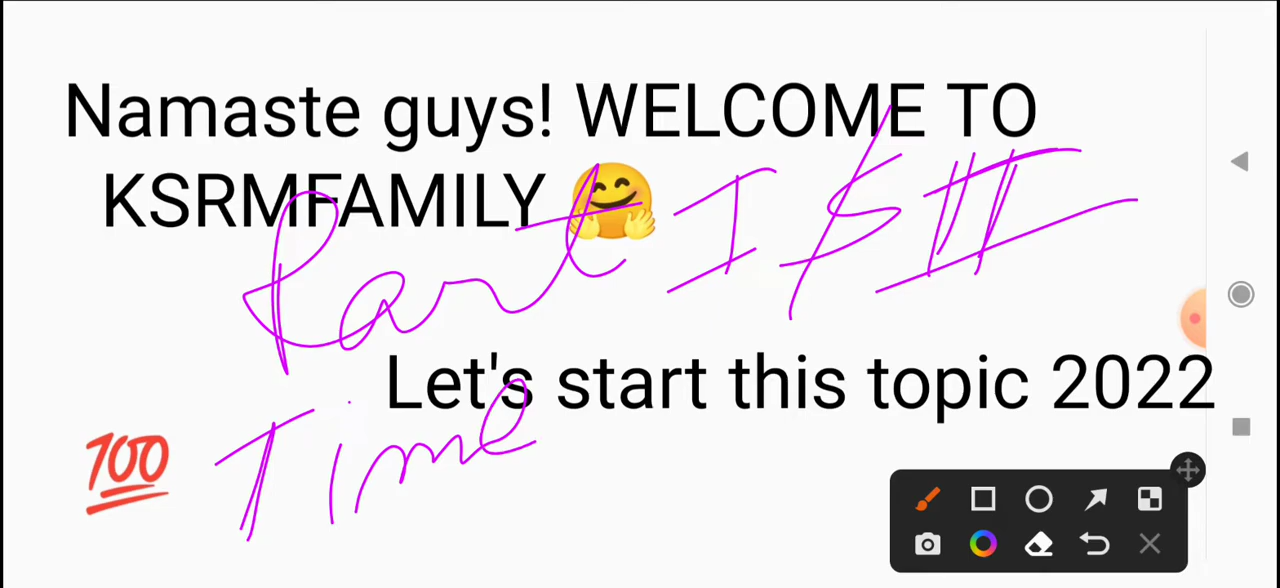 Namaste guys! WELCOME TO
KSRMFAMILY 🤗
Part I & II
Let's start this topic 2022
💯 Time